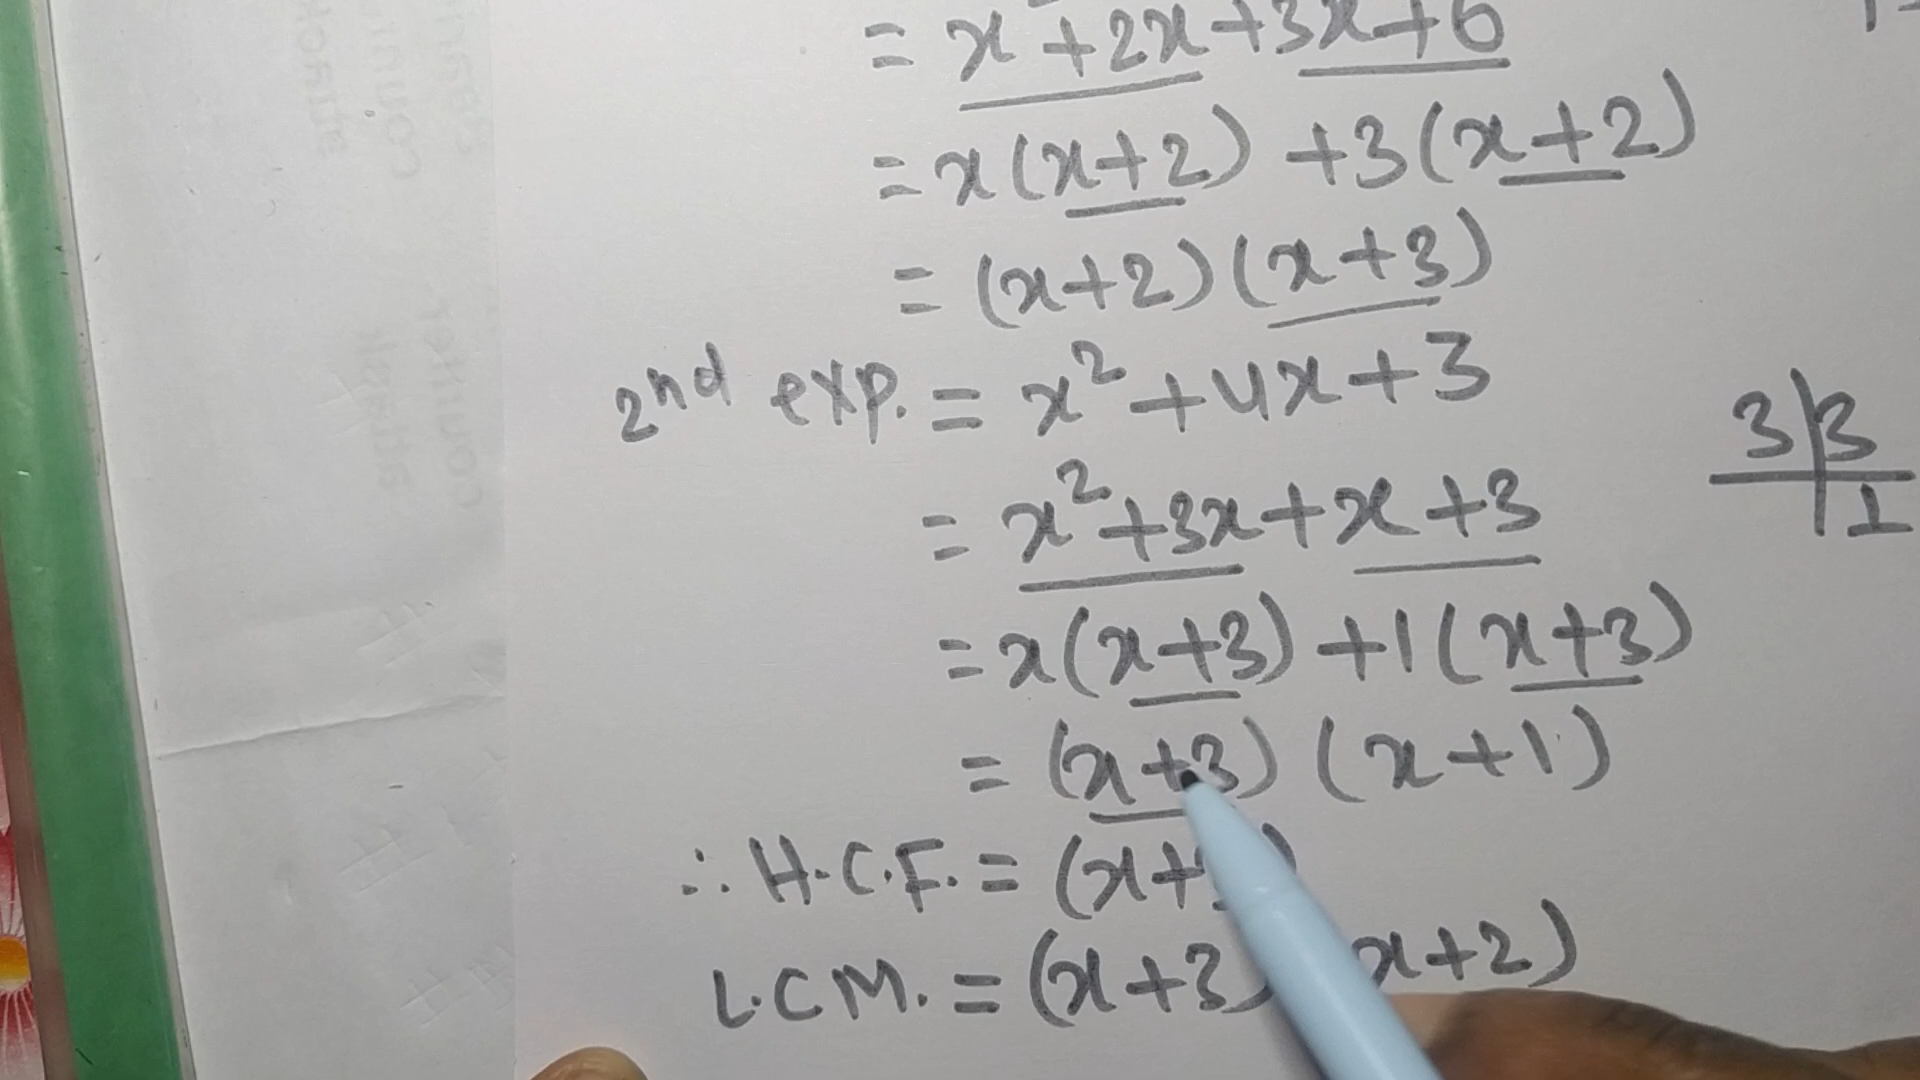 = x² + 2x + 3x + 6
= x(x+2) + 3(x+2)
= (x+2)(x+3)
2nd exp. = x² + 4x + 3
3|3
= x² + 3x + x + 3
1
= x(x+3) + 1(x+3)
= (x+3) (x+1)
∴ H.C.F. = (x+
L.C.M. = (x+3 x+2)